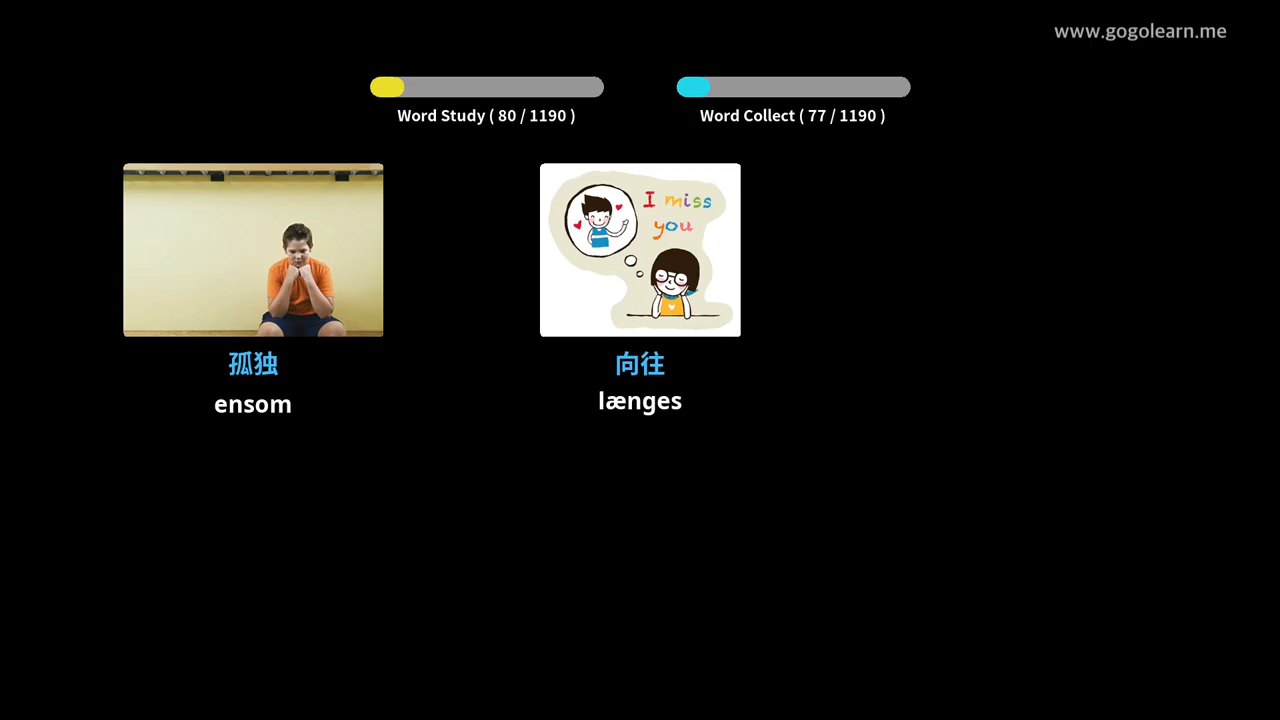 www.gogolearn.me
Word Study ( 80 / 1190 )
Word Collect ( 77 / 1190 )
I miss
you
孤独
ensom
向往
længes